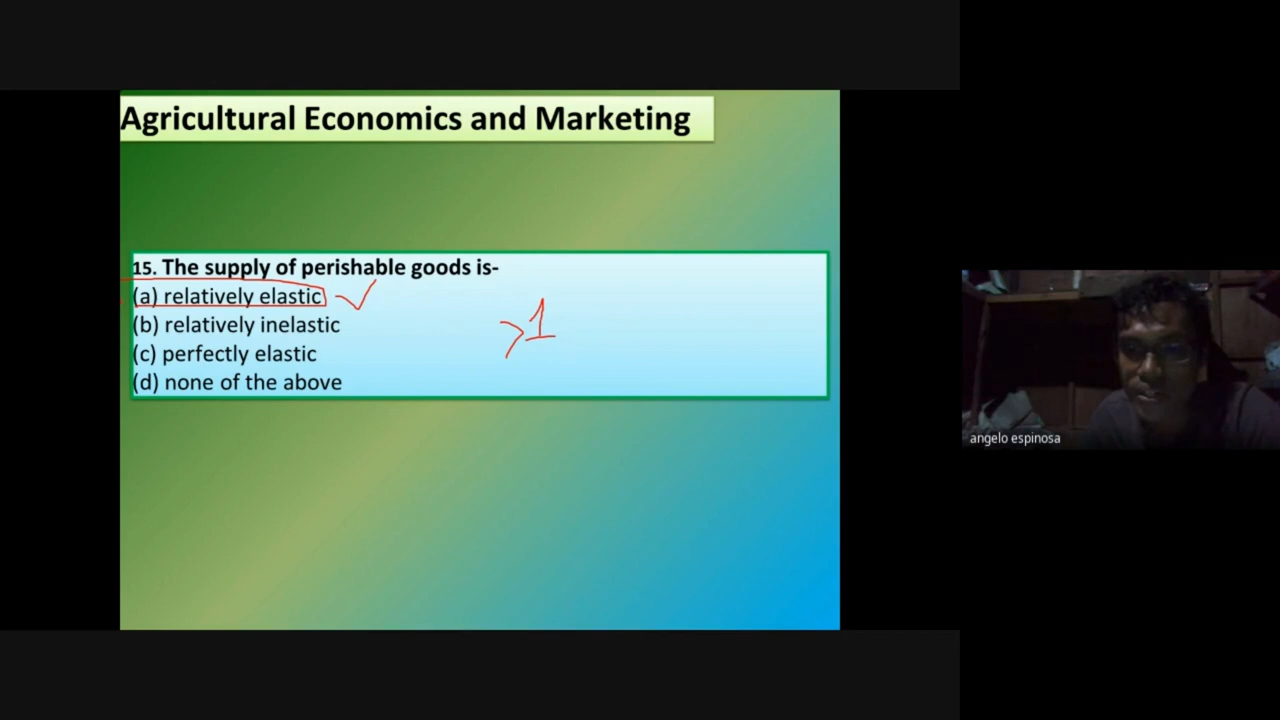 Agricultural Economics and Marketing
15. The supply of perishable goods is-
(a) relatively elastic
(b) relatively inelastic
(c) perfectly elastic
(d) none of the above
>1
angelo espinosa